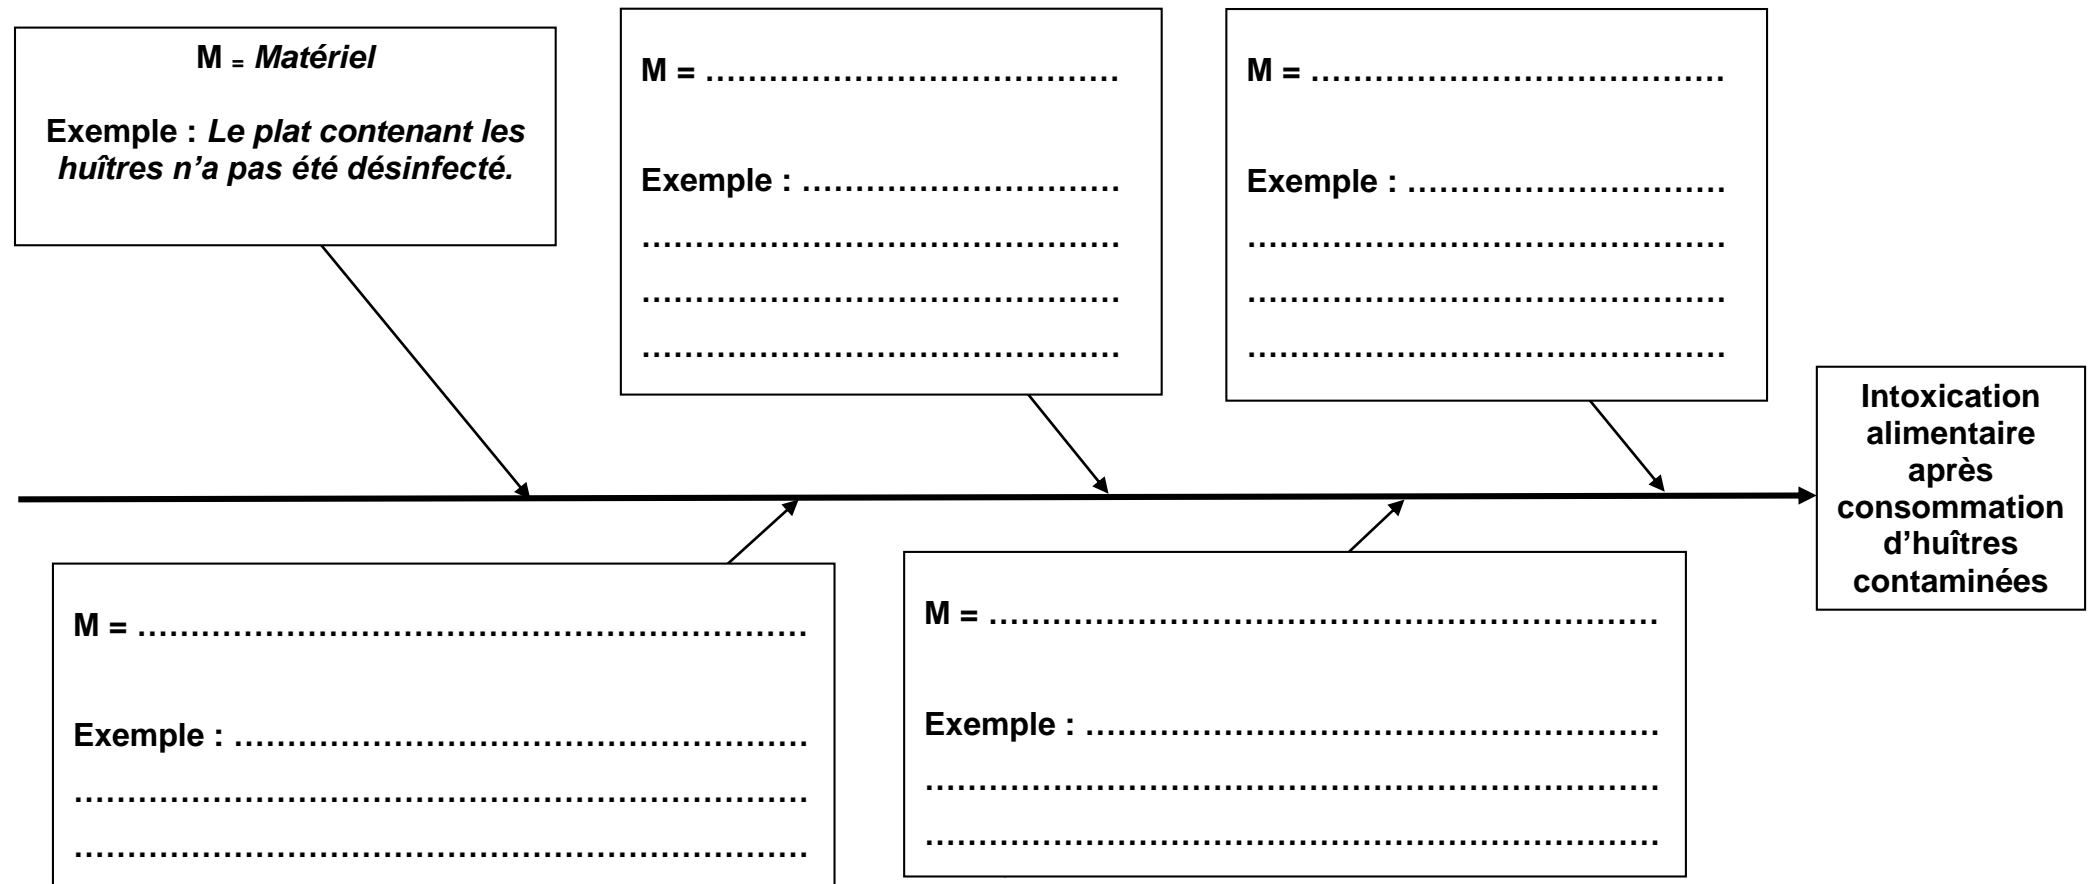 M = Matériel
Exemple : Le plat contenant les
huîtres n’a pas été désinfecté.
M = …………………………………
Exemple : …………………………
………………………………………
………………………………………
………………………………………
M = …………………………………
Exemple : …………………………
………………………………………
………………………………………
………………………………………
Intoxication
alimentaire
après
consommation
d’huîtres
contaminées
M = ………………………………………………………
Exemple : ………………………………………………
……………………………………………………………
……………………………………………………………
M = ………………………………………………………
Exemple : ………………………………………………
……………………………………………………………
……………………………………………………………